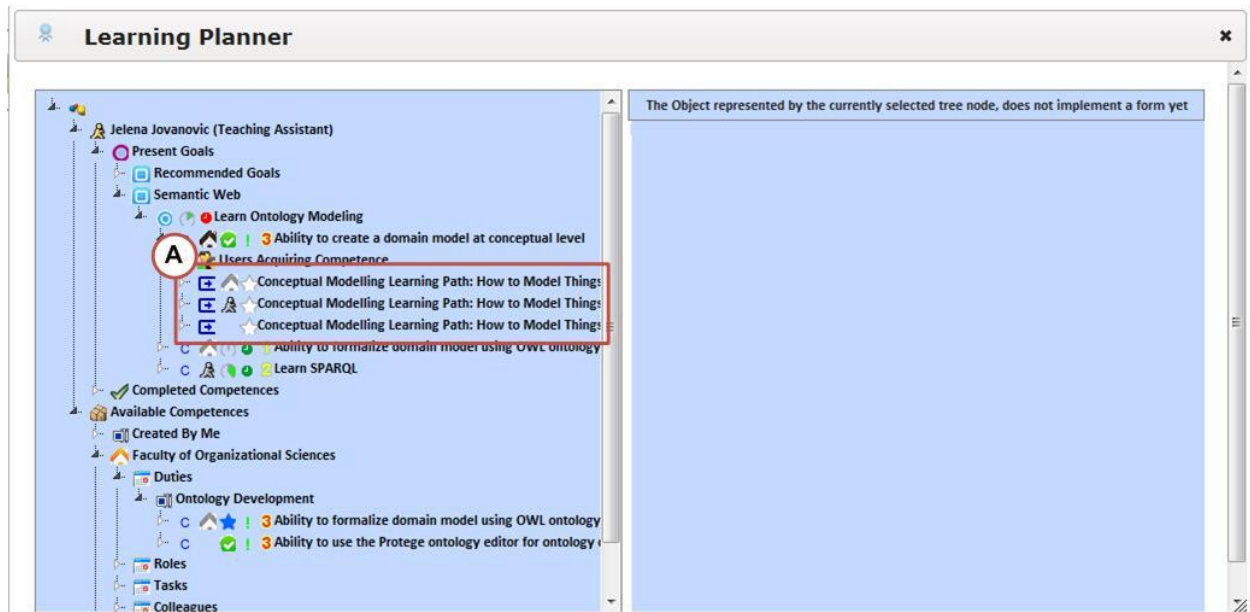 Learning Planner
The Object represented by the currently selected tree node, does not implement a form yet
Jelena Jovanovic (Teaching Assistant)
Present Goals
Recommended Goals
Semantic Web
Learn Ontology Modeling
! 3 Ability to create a domain model at conceptual level
A
Users Acquiring Competence
Conceptual Modelling Learning Path: How to Model Things
Conceptual Modelling Learning Path: How to Model Things
Conceptual Modelling Learning Path: How to Model Things
C Ability to formalize domain model using OWL ontology
C 2 Learn SPARQL
Completed Competences
Available Competences
Created By Me
Faculty of Organizational Sciences
Duties
Ontology Development
C ! 3 Ability to formalize domain model using OWL ontology
C ! 3 Ability to use the Protege ontology editor for ontology
Roles
Tasks
Colleagues